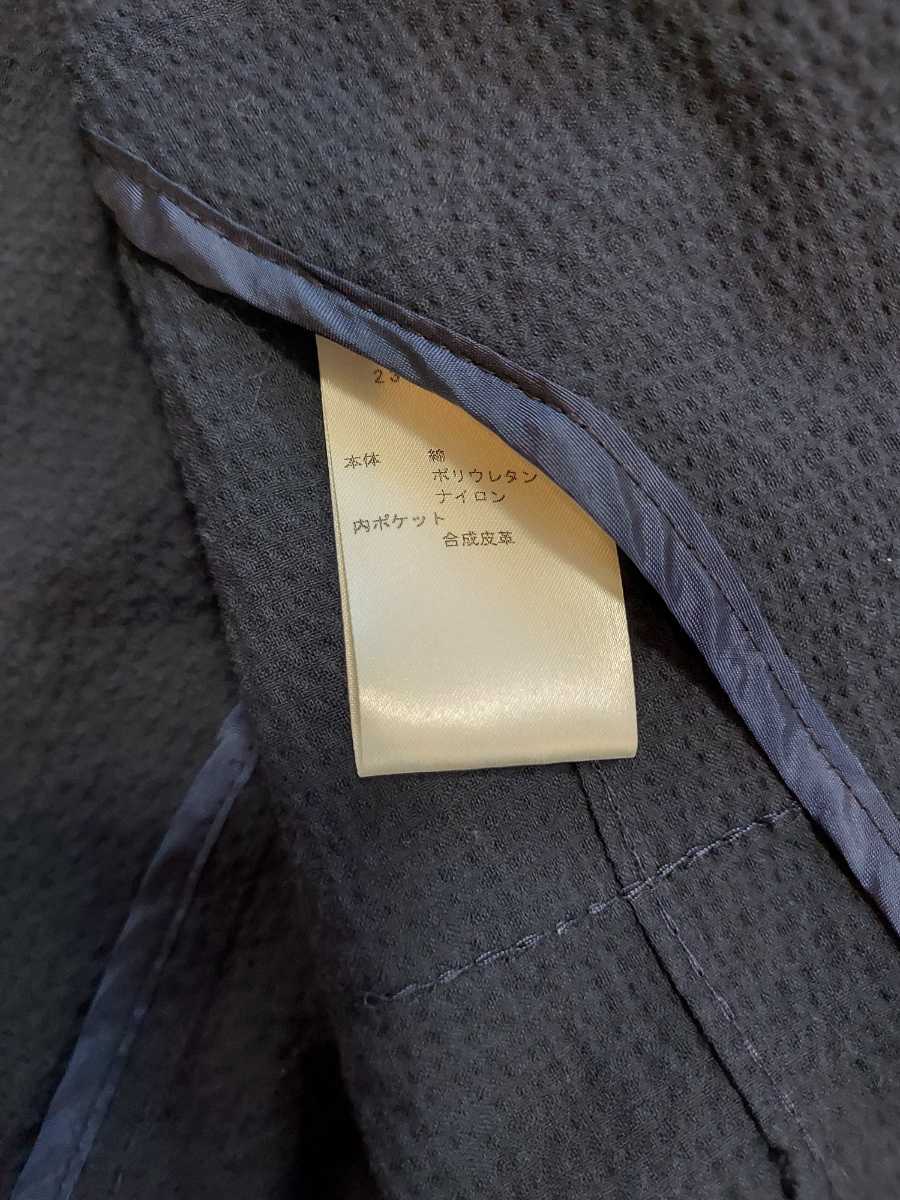 23
本体 綿
ポリウレタン
ナイロン
内ポケット
合成皮革